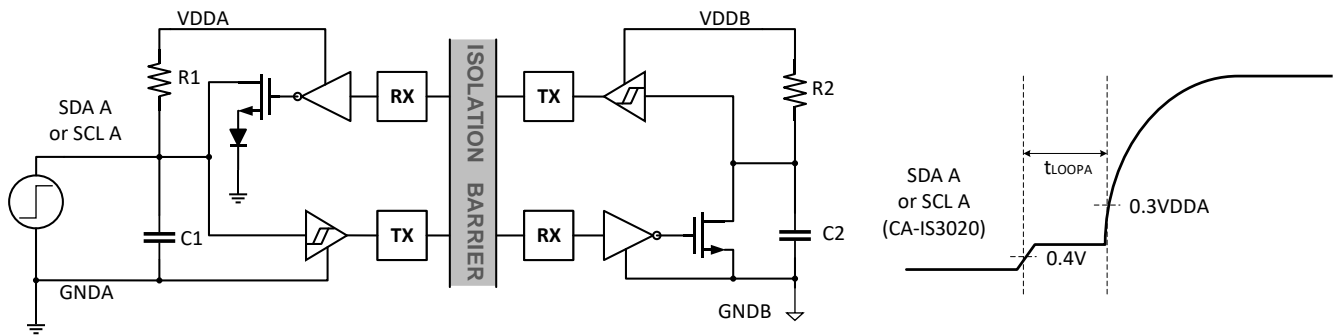 VDDA
VDDB
R1
RX
ISOLATION BARRIER
TX
R2
SDA A
or SCL A
C1
TX
RX
C2
GNDA
GNDB
tLOOPA
SDA A
or SCL A
(CA-IS3020)
0.3VDDA
0.4V